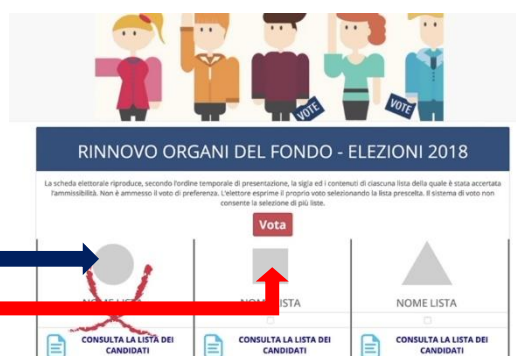 VOTE
VOTE
RINNOVO ORGANI DEL FONDO - ELEZIONI 2018
La scheda elettorale riproduce, secondo l'ordine temporale di presentazione, la sigla ed i contenuti di ciascuna lista della quale è stata accertata
l'ammissibilità. Non è ammesso il voto di preferenza. L'elettore esprime il proprio voto selezionando la lista prescelta. Il sistema di voto non
consente la selezione di più liste.
Vota
NOME LISTA
NOME LISTA
NOME LISTA
CONSULTA LA LISTA DEI
CANDIDATI
CONSULTA LA LISTA DEI
CANDIDATI
CONSULTA LA LISTA DEI
CANDIDATI